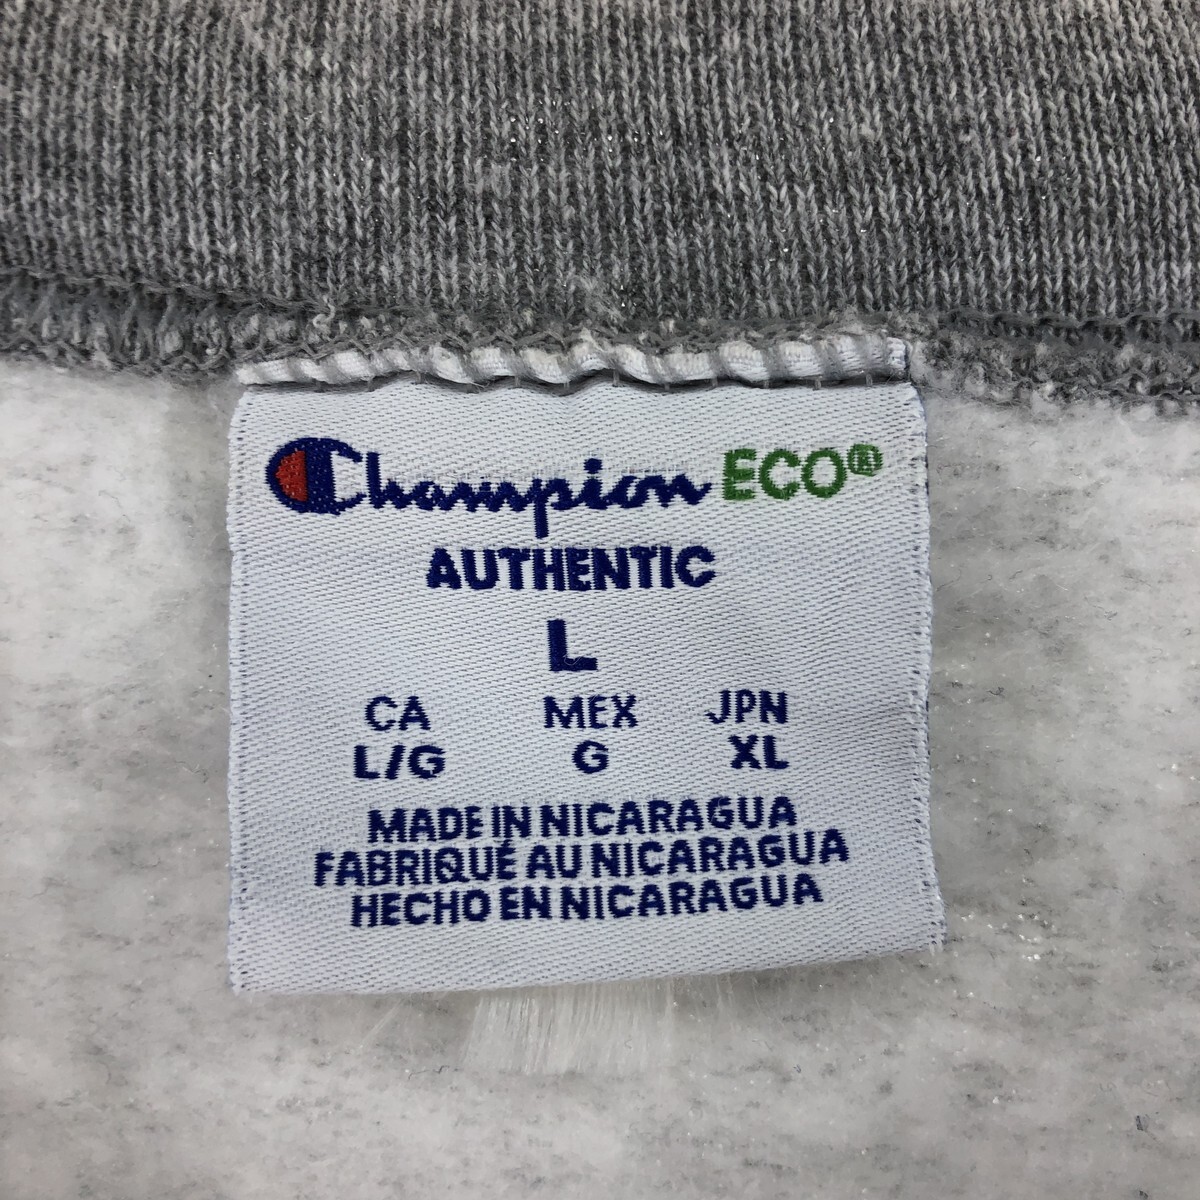 Champion ECO®
AUTHENTIC
L
CA MEX JPN
L/G G XL
MADE IN NICARAGUA
FABRIQUÉ AU NICARAGUA
HECHO EN NICARAGUA